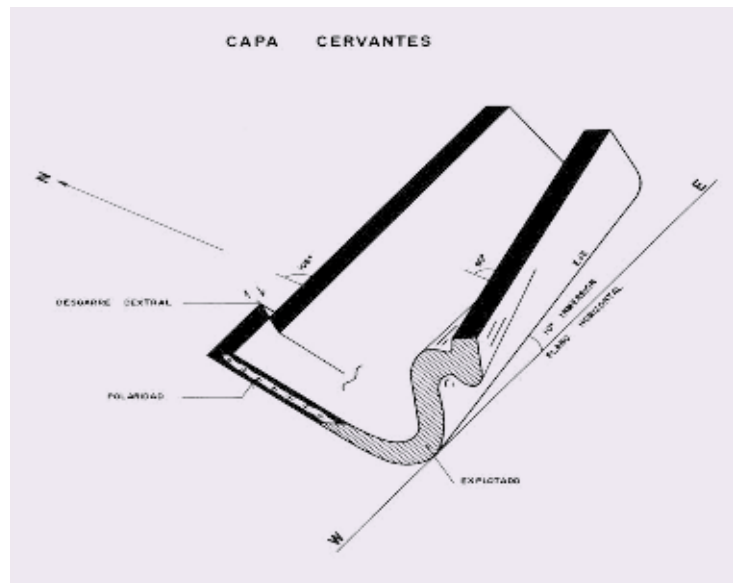 CAPA CERVANTES
N
E
DESGARRE DEXTRAL
EJE
10° INMERSION
PLANO HORIZONTAL
POLARIDAD
EXPLOTADO
W